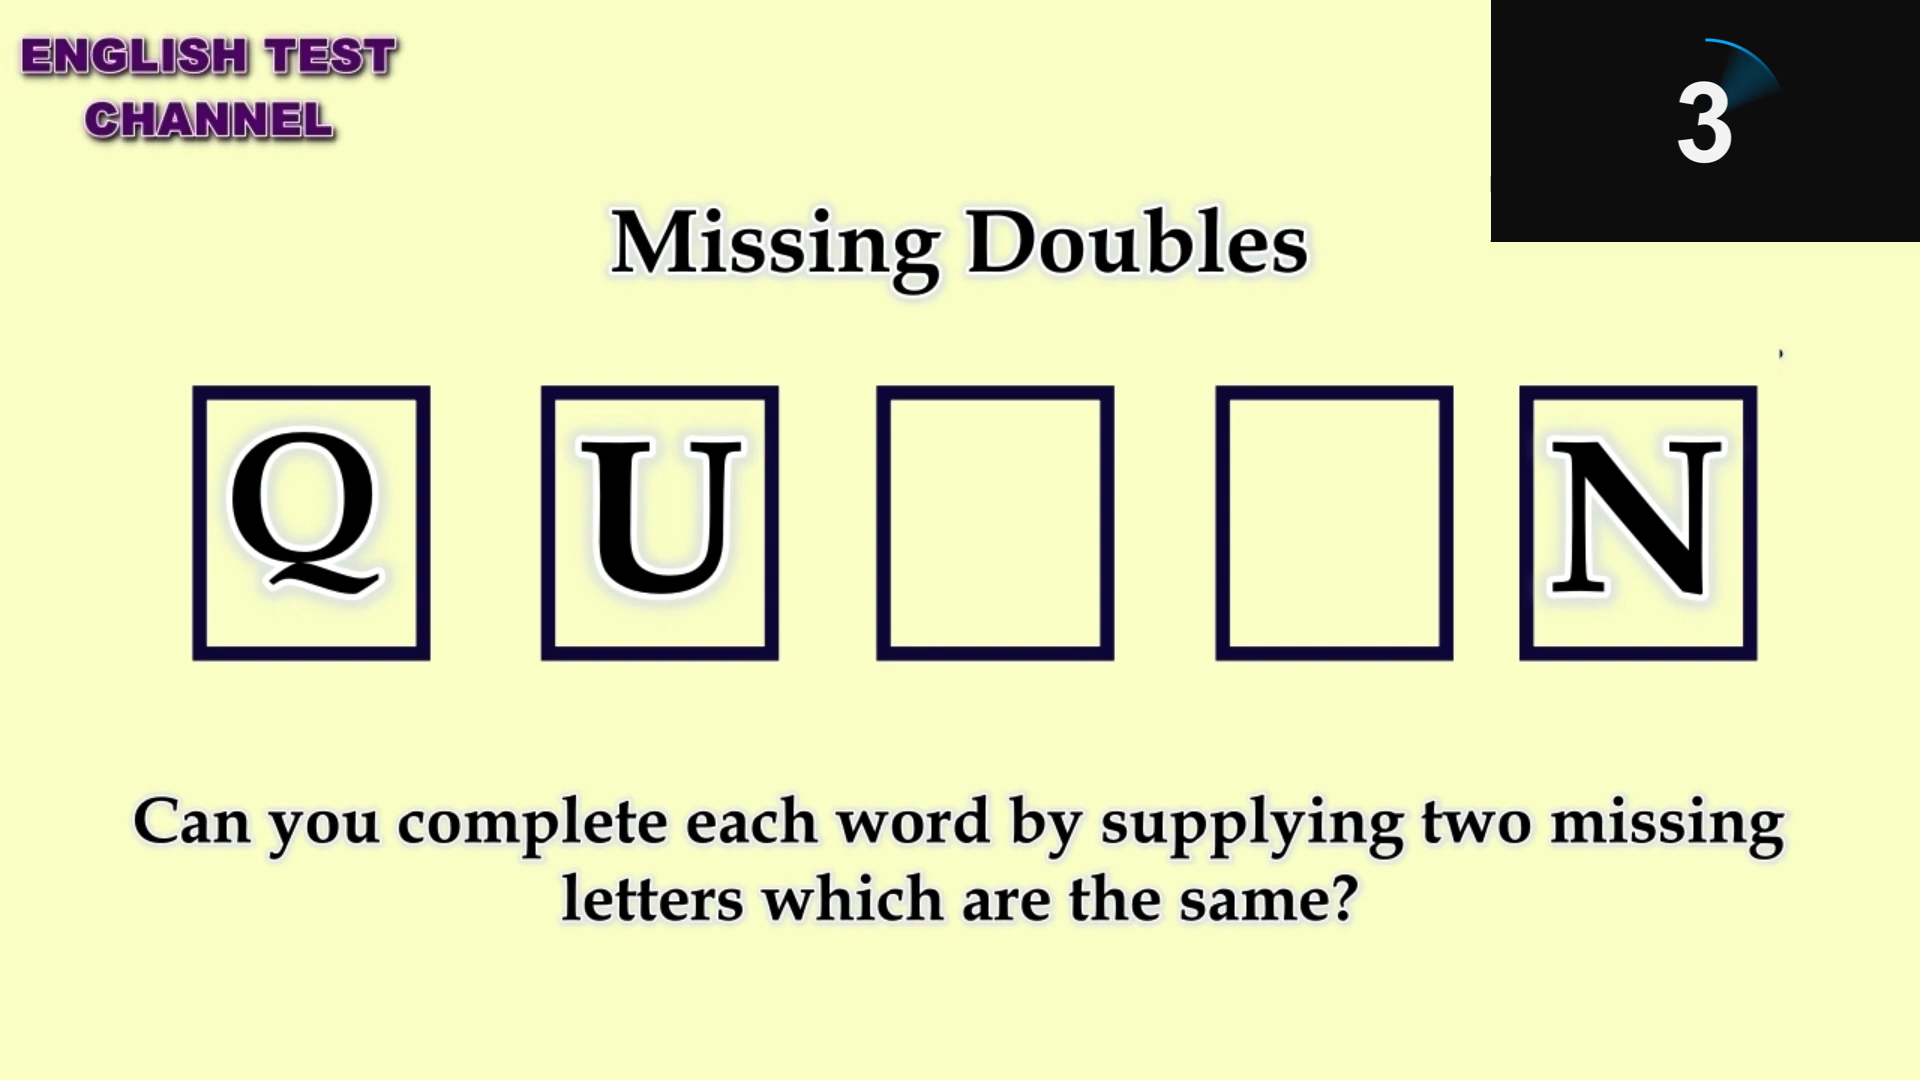 ENGLISH TEST
CHANNEL
3
Missing Doubles
Q U N
Can you complete each word by supplying two missing
letters which are the same?